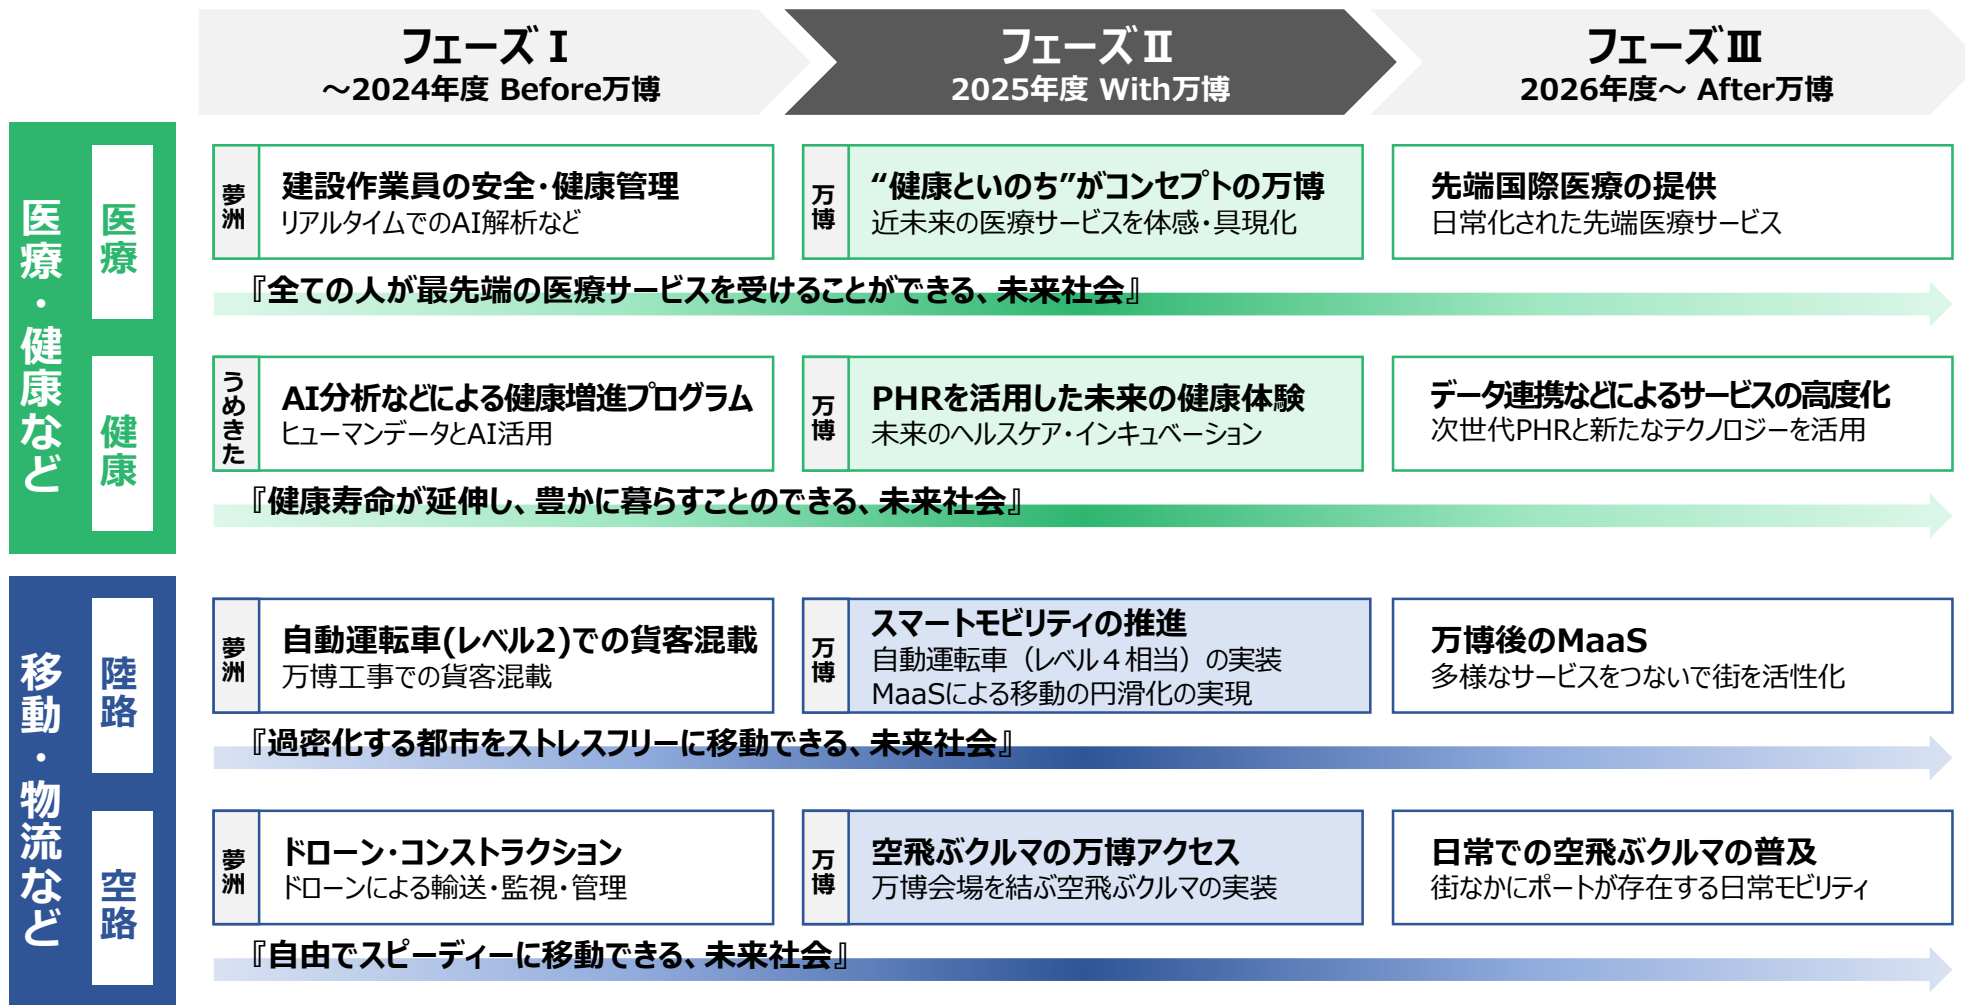 フェーズⅠ
～2024年度 Before万博
フェーズⅡ
2025年度 With万博
フェーズⅢ
2026年度～ After万博
医療・健康など
医療
夢洲
建設作業員の安全・健康管理
リアルタイムでのAI解析など
万博
“健康といのち”がコンセプトの万博
近未来の医療サービスを体感・具現化
先端国際医療の提供
日常化された先端医療サービス
『全ての人が最先端の医療サービスを受けることができる、未来社会』
健康
うめきた
AI分析などによる健康増進プログラム
ヒューマンデータとAI活用
万博
PHRを活用した未来の健康体験
未来のヘルスケア・インキュベーション
データ連携などによるサービスの高度化
次世代PHRと新たなテクノロジーを活用
『健康寿命が延伸し、豊かに暮らすことのできる、未来社会』
移動・物流など
陸路
夢洲
自動運転車(レベル2)での貨客混載
万博工事での貨客混載
万博
スマートモビリティの推進
自動運転車（レベル４相当）の実装
MaaSによる移動の円滑化の実現
万博後のMaaS
多様なサービスをつないで街を活性化
『過密化する都市をストレスフリーに移動できる、未来社会』
空路
夢洲
ドローン・コンストラクション
ドローンによる輸送・監視・管理
万博
空飛ぶクルマの万博アクセス
万博会場を結ぶ空飛ぶクルマの実装
日常での空飛ぶクルマの普及
街なかにポートが存在する日常モビリティ
『自由でスピーディーに移動できる、未来社会』